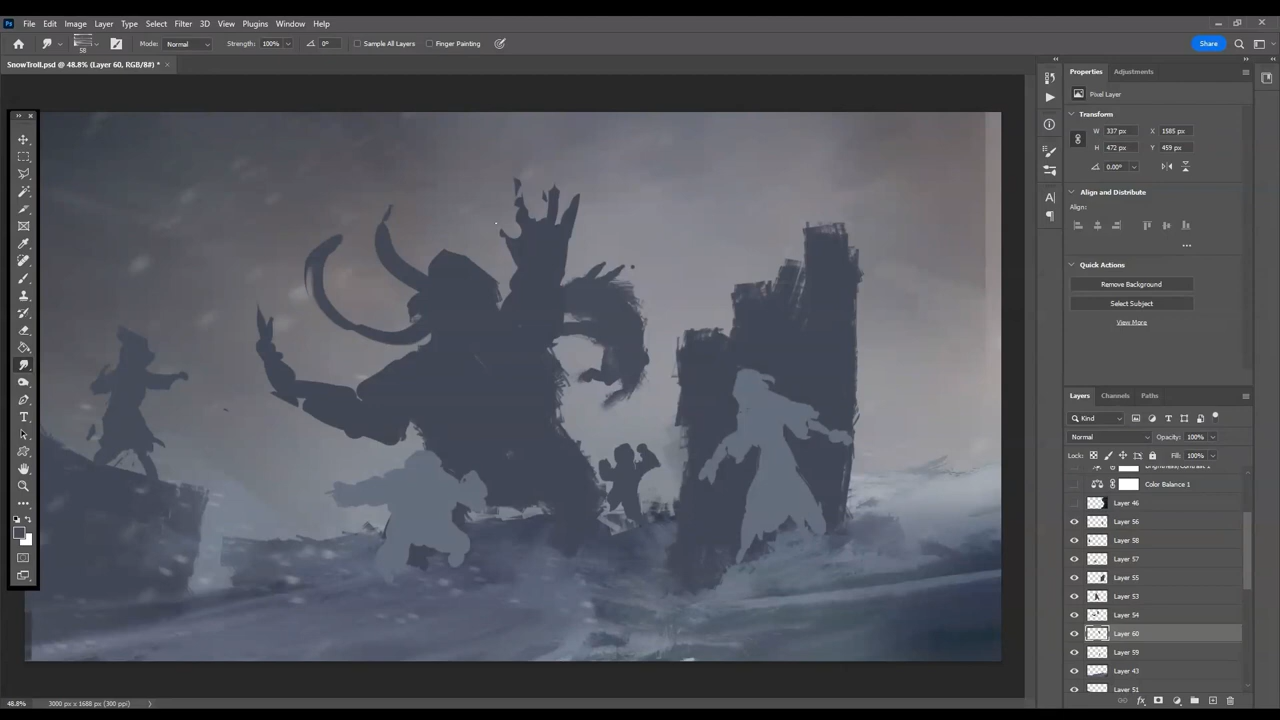 Ps File Edit Image Layer Type Select Filter 3D View Plugins Window Help
58 Mode: Normal Strength: 100% 0° Sample All Layers Finger Painting Share
SnowTroll.psd @ 48.8% (Layer 60, RGB/8#) * ×
Properties Adjustments
Pixel Layer
Transform
W 337 px X 1585 px
H 472 px Y 459 px
0.00°
Align and Distribute
Align:
Quick Actions
Remove Background
Select Subject
View More
Layers Channels Paths
Kind
Normal Opacity: 100%
Lock: Fill: 100%
Brightness/Contrast 1
Color Balance 1
Layer 46
Layer 56
Layer 58
Layer 57
Layer 55
Layer 53
Layer 54
Layer 60
Layer 59
Layer 43
Layer 51
48.8% 3000 px x 1688 px (300 ppi)